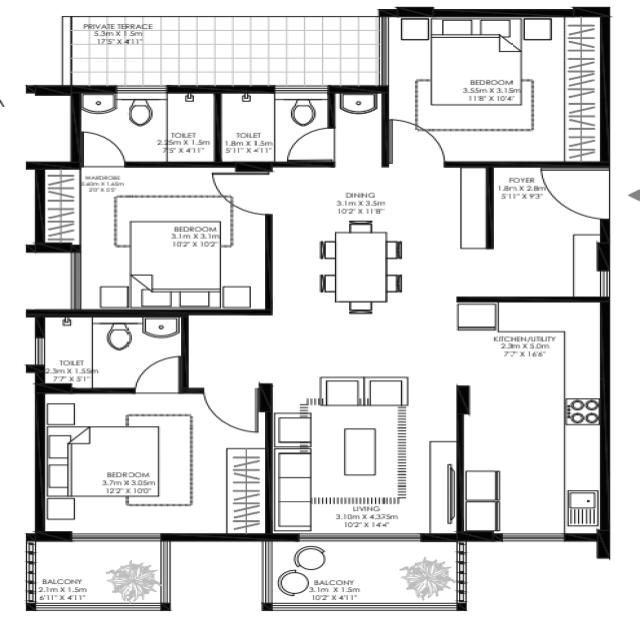 PRIVATE TERRACE
5.3m X 1.5m
17'5" X 4'11"
BEDROOM
3.55m X 3.15m
11'8" X 10'4"
TOILET
2.25m X 1.5m
7'5" X 4'11"
TOILET
1.8m X 1.5m
5'11" X 4'11"
WARDROBE
0.60m X 1.65m
2'0" X 5'5"
DINING
3.1m X 3.5m
10'2" X 11'8"
FOYER
1.8m X 2.8m
5'11" X 9'3"
BEDROOM
3.1m X 3.1m
10'2" X 10'2"
KITCHEN/UTILITY
2.3m X 5.0m
7'7" X 16'6"
TOILET
2.3m X 1.55m
7'7" X 5'1"
BEDROOM
3.7m X 3.05m
12'2" X 10'0"
LIVING
3.10m X 4.375m
10'2" X 14'4"
BALCONY
2.1m X 1.5m
6'11" X 4'11"
BALCONY
3.1m X 1.5m
10'2" X 4'11"